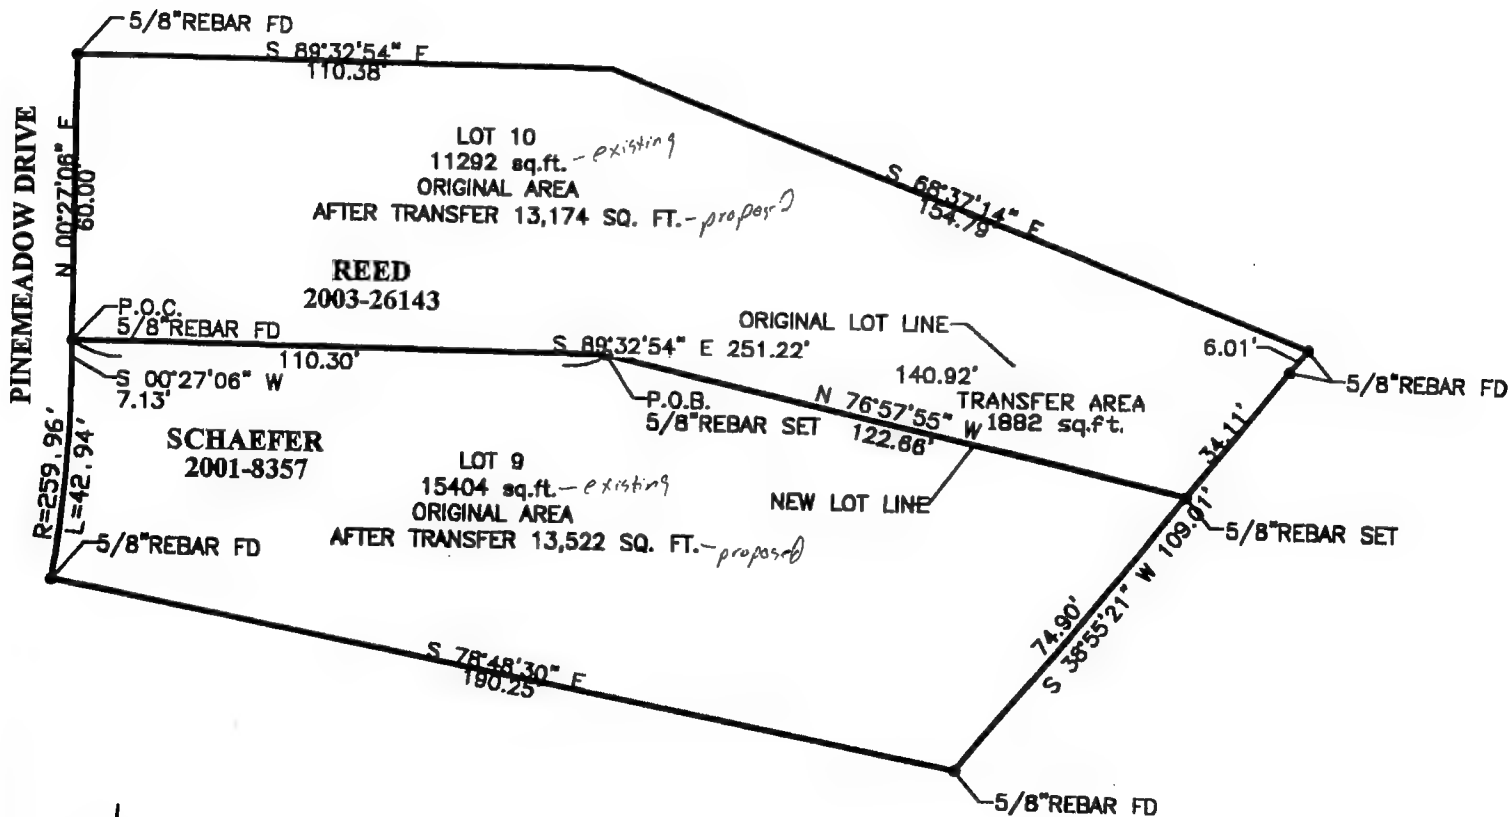 5/8"REBAR FD
S 89°32'54" E
110.38'
PINEMEADOW DRIVE
N 00°27'06" E
60.00'
LOT 10
11292 sq.ft. - existing
ORIGINAL AREA
AFTER TRANSFER 13,174 SQ. FT. - proposed
S 68°37'14" E
154.79'
REED
2003-26143
P.O.C.
5/8"REBAR FD
110.30'
S 89°32'54" E 251.22'
ORIGINAL LOT LINE
140.92'
6.01'
5/8"REBAR FD
S 00°27'06" W
7.13'
P.O.B.
5/8"REBAR SET
N 76°57'55" W
122.66'
TRANSFER AREA
1882 sq.ft.
34.11'
R=259.96'
L=42.94'
SCHAEFER
2001-8357
LOT 9
15404 sq.ft. - existing
ORIGINAL AREA
AFTER TRANSFER 13,522 SQ. FT. - proposed
NEW LOT LINE
5/8"REBAR SET
5/8"REBAR FD
74.90'
S 38°55'21" W 109.01'
S 78°48'30" E
190.25'
5/8"REBAR FD